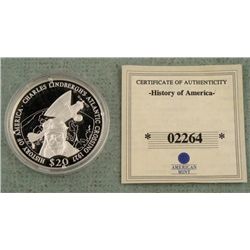 HISTORY OF AMERICA - CHARLES LINDBERGH'S ATLANTIC CROSSING 1927
$20
CERTIFICATE OF AUTHENTICITY
-History of America-
* 02264 *
AMERICAN
MINT